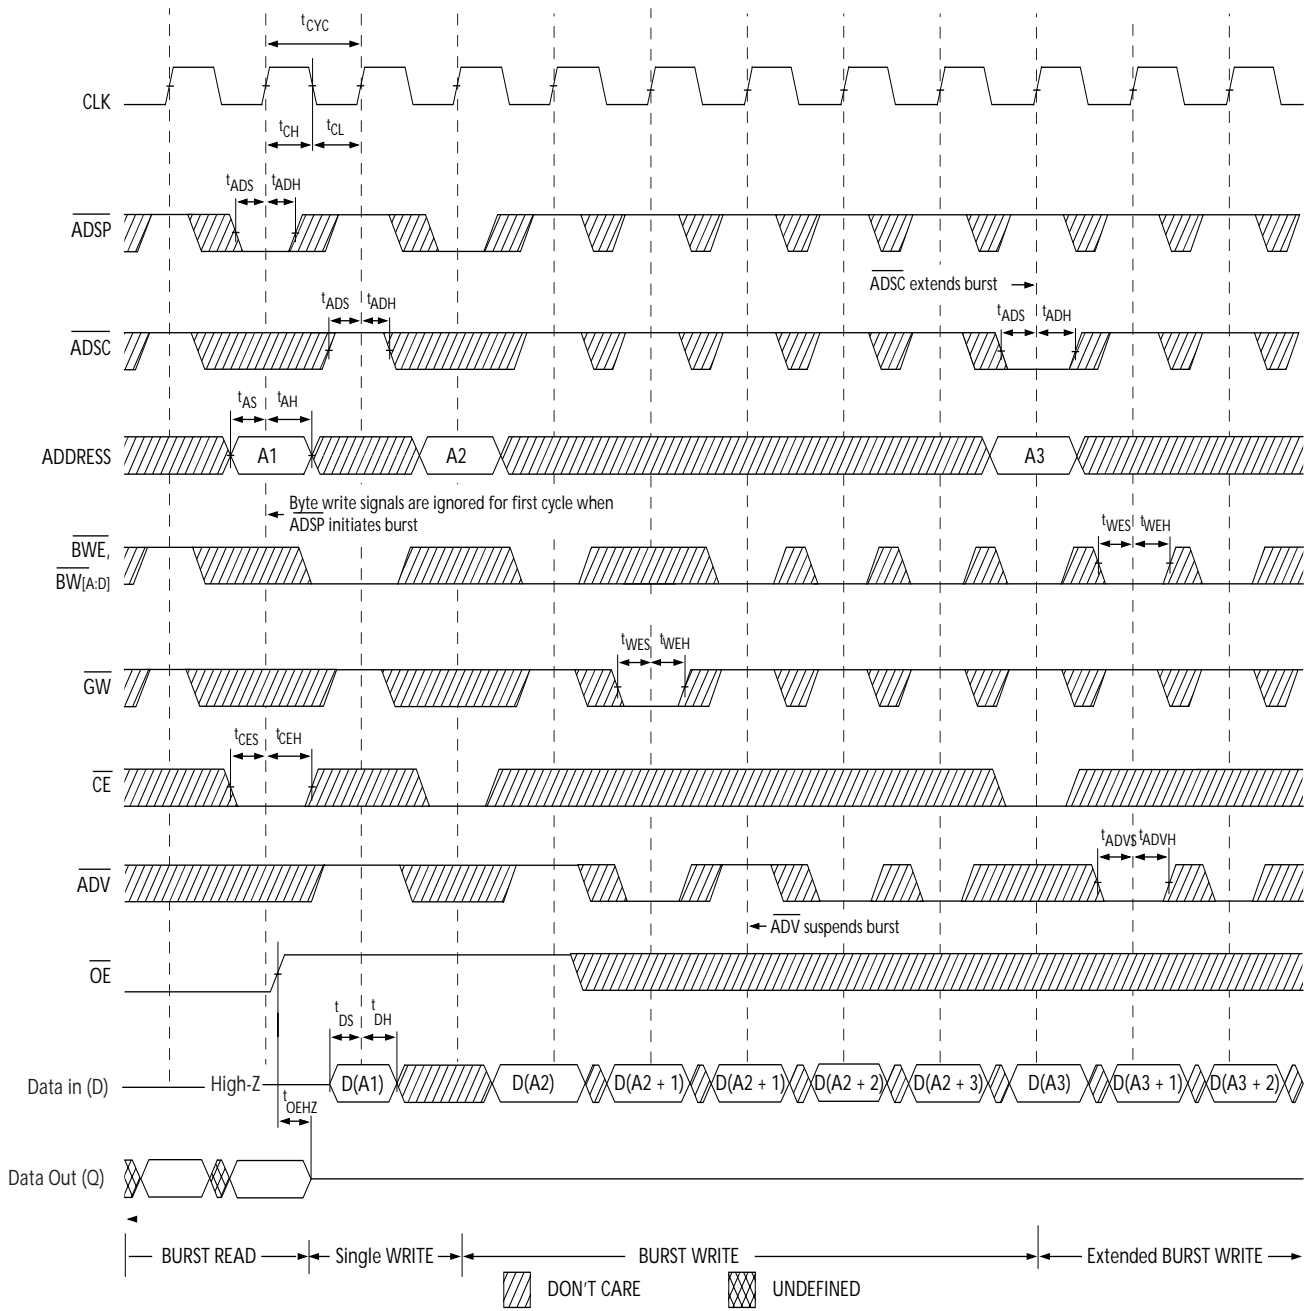 tCYC
CLK
tCH
tCL
tADS
tADH
ADSP
ADSC extends burst
tADS
tADH
tADS
tADH
ADSC
tAS
tAH
ADDRESS
A1
A2
A3
Byte write signals are ignored for first cycle when
ADSP initiates burst
tWES
tWEH
BWE,
BW[A:D]
tWES
tWEH
GW
tCES
tCEH
CE
tADVS
tADVH
ADV
ADV suspends burst
OE
tDS
tDH
Data in (D)
High-Z
D(A1)
D(A2)
D(A2 + 1)
D(A2 + 1)
D(A2 + 2)
D(A2 + 3)
D(A3)
D(A3 + 1)
D(A3 + 2)
tOEHZ
Data Out (Q)
BURST READ
Single WRITE
BURST WRITE
Extended BURST WRITE
DON'T CARE
UNDEFINED